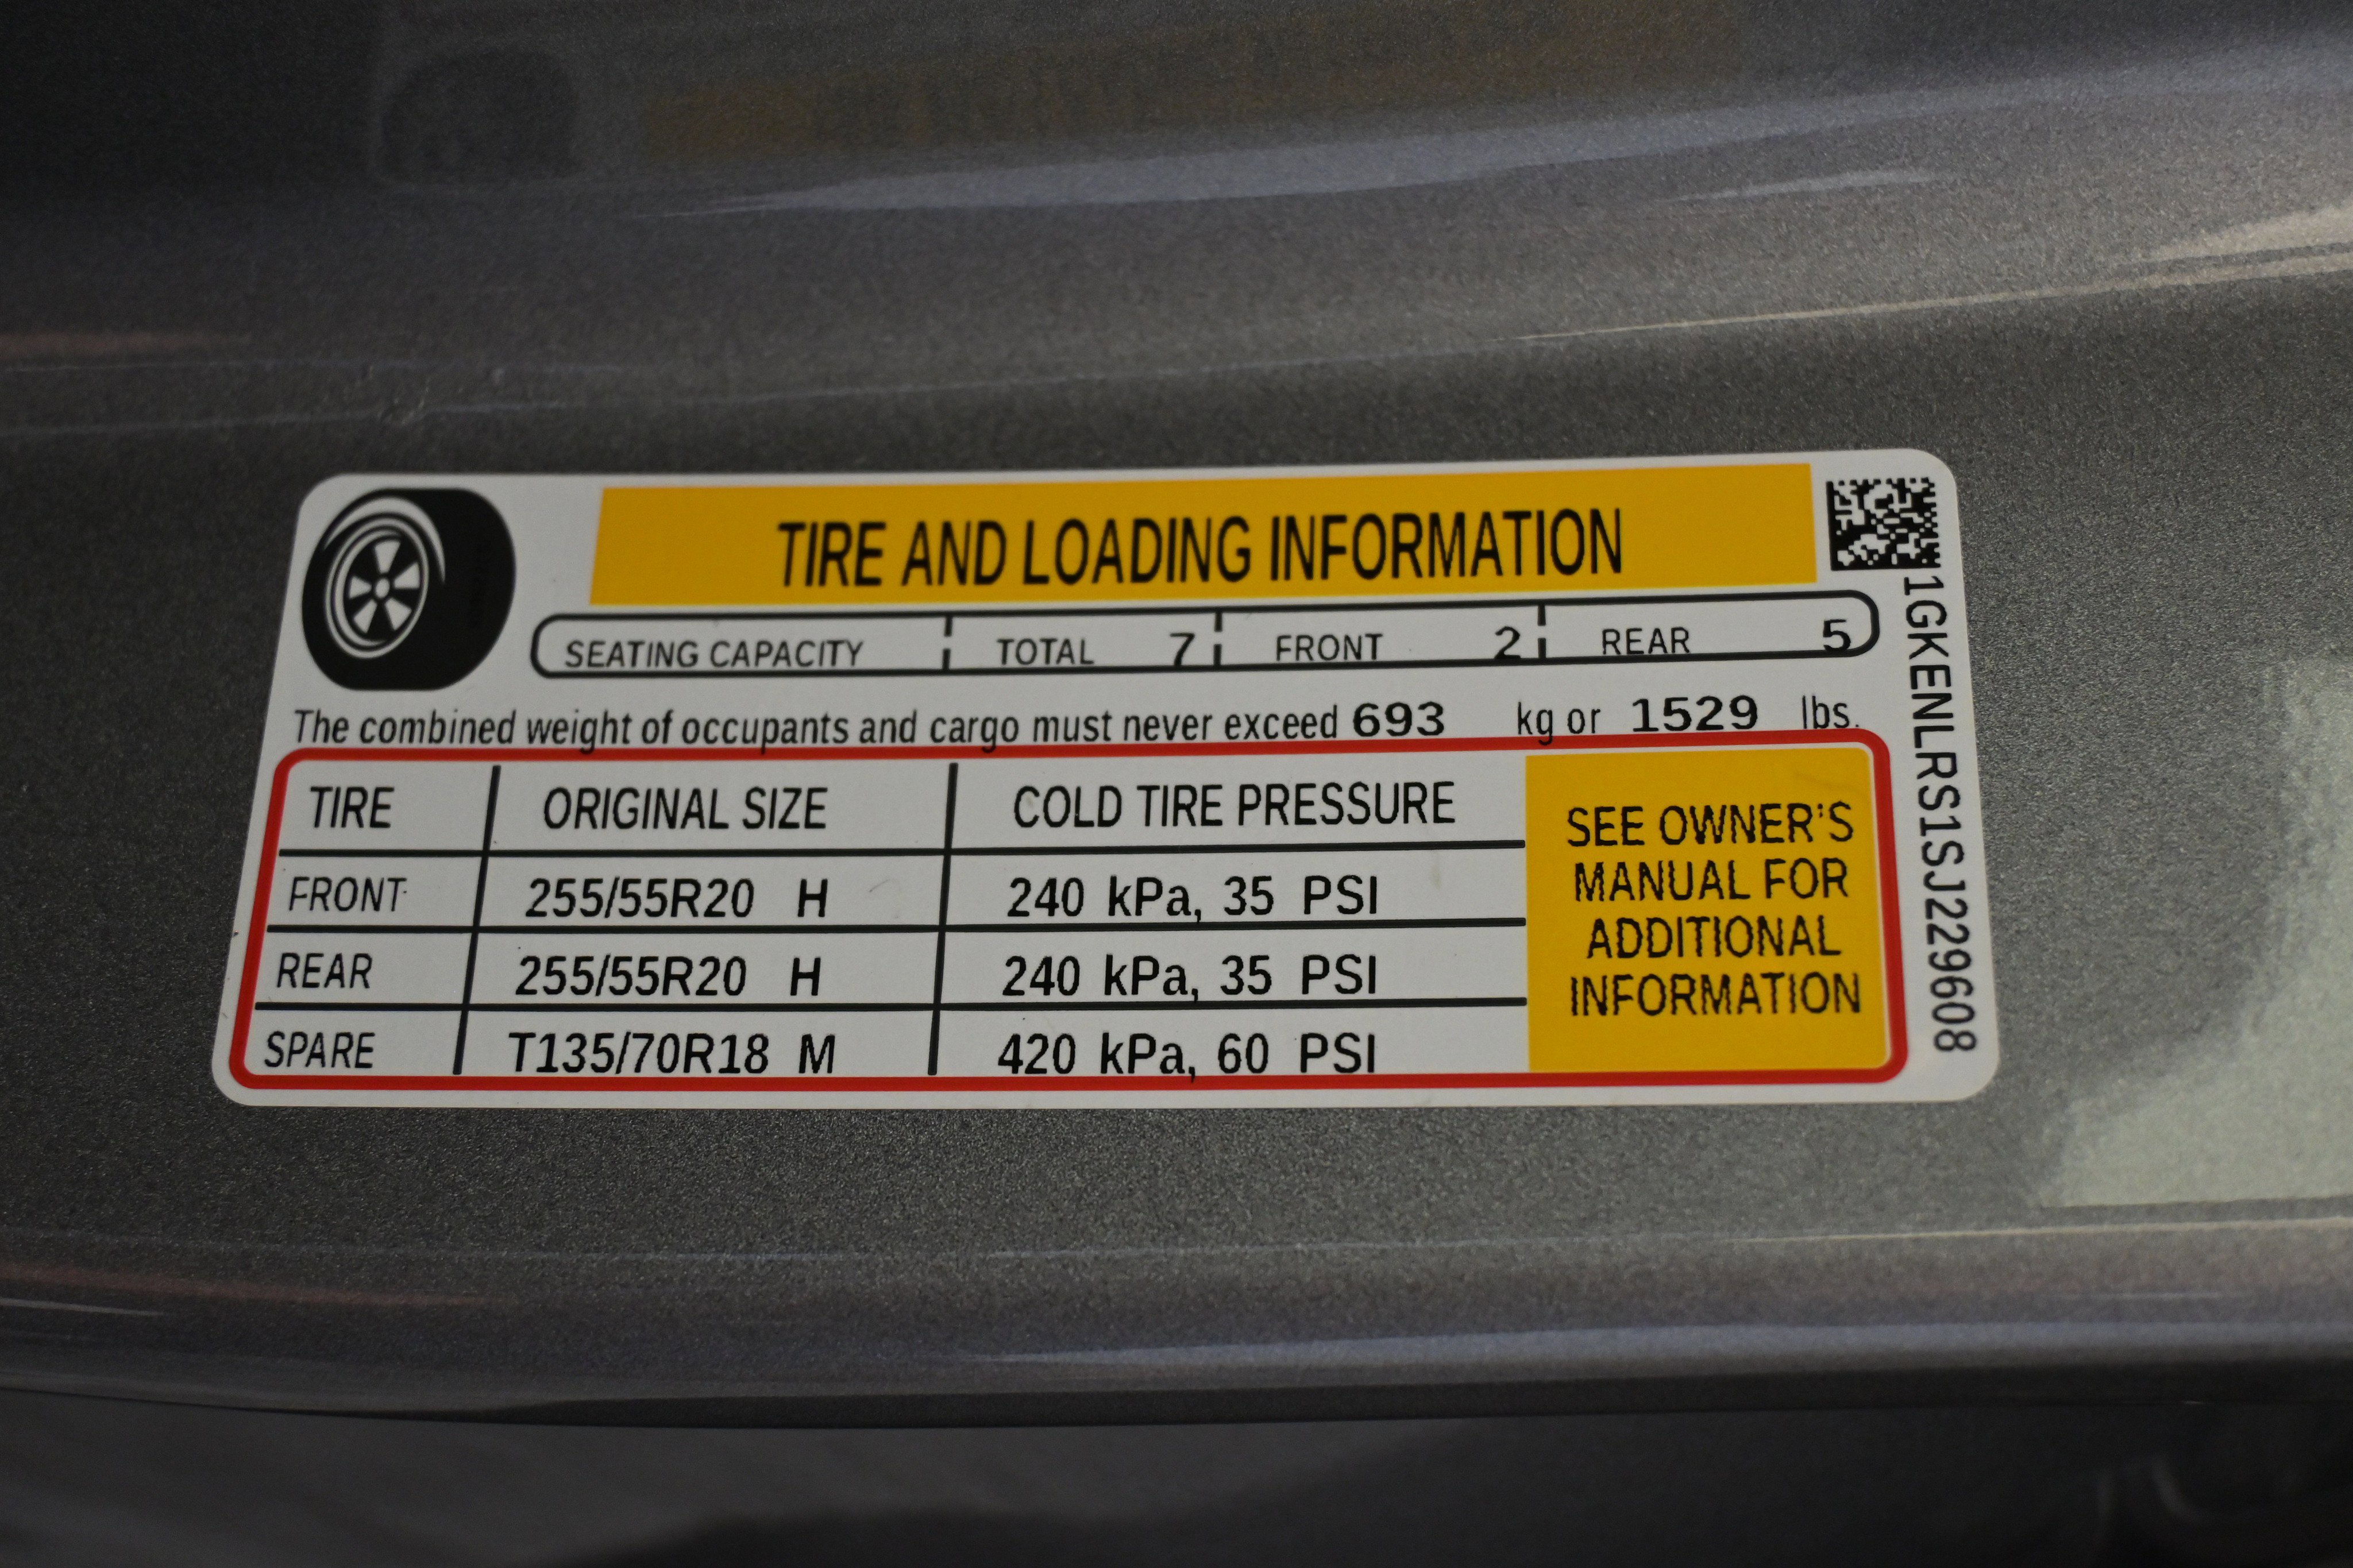 TIRE AND LOADING INFORMATION
SEATING CAPACITY TOTAL 7 FRONT 2 REAR 5
The combined weight of occupants and cargo must never exceed 693 kg or 1529 lbs.
TIRE ORIGINAL SIZE COLD TIRE PRESSURE
FRONT 255/55R20 H 240 kPa, 35 PSI
REAR 255/55R20 H 240 kPa, 35 PSI
SPARE T135/70R18 M 420 kPa, 60 PSI
SEE OWNER'S
MANUAL FOR
ADDITIONAL
INFORMATION
1GKENLRS1SJ229608